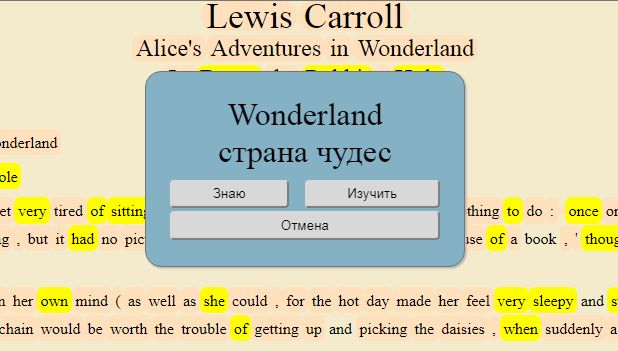 Lewis Carroll
Alice's Adventures in Wonderland
Wonderland
страна чудес
Знаю Изучить
Отмена
onderland
ole
et very tired of sitting thing to do : once or
g , but it had no pic use of a book , ' thoug
n her own mind ( as well as she could , for the hot day made her feel very sleepy and s
chain would be worth the trouble of getting up and picking the daisies , when suddenly a